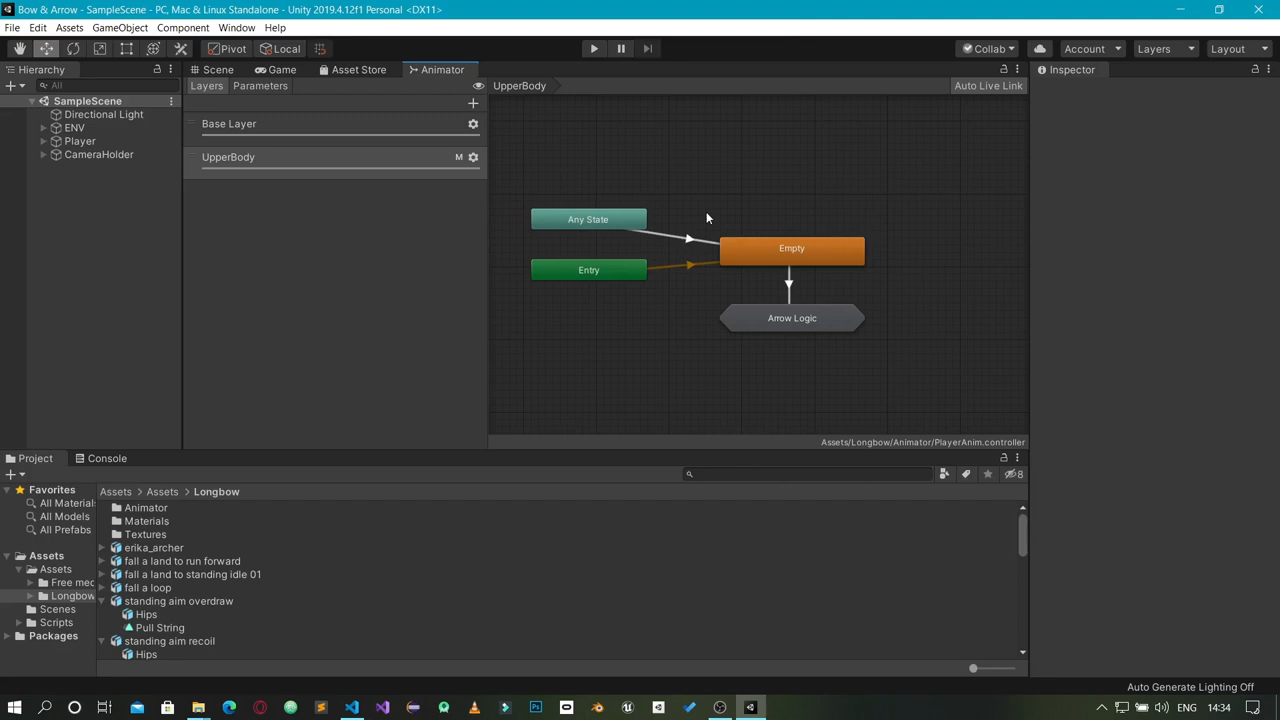 Bow & Arrow - SampleScene - PC, Mac & Linux Standalone - Unity 2019.4.12f1 Personal <DX11>
File Edit Assets GameObject Component Window Help
Pivot Local Collab Account Layers Layout
Hierarchy Scene Game Asset Store Animator Inspector
All Layers Parameters UpperBody Auto Live Link
SampleScene
Directional Light
ENV
Player
CameraHolder
Base Layer
UpperBody M
Any State
Entry
Empty
Arrow Logic
Assets/Longbow/Animator/PlayerAnim.controller
Project Console
8
Favorites
All Materials
All Models
All Prefabs
Assets
Assets
Free med
Longbow
Scenes
Scripts
Packages
Assets > Assets > Longbow
Animator
Materials
Textures
erika_archer
fall a land to run forward
fall a land to standing idle 01
fall a loop
standing aim overdraw
Hips
Pull String
standing aim recoil
Hips
Auto Generate Lighting Off
ENG 14:34